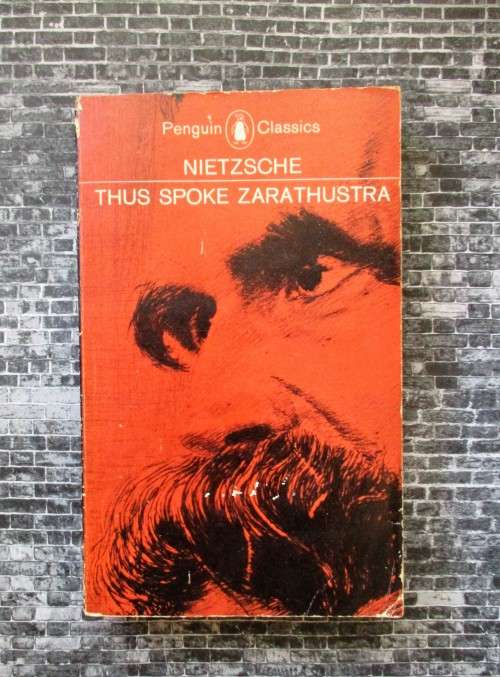 Penguin Classics
NIETZSCHE
THUS SPOKE ZARATHUSTRA